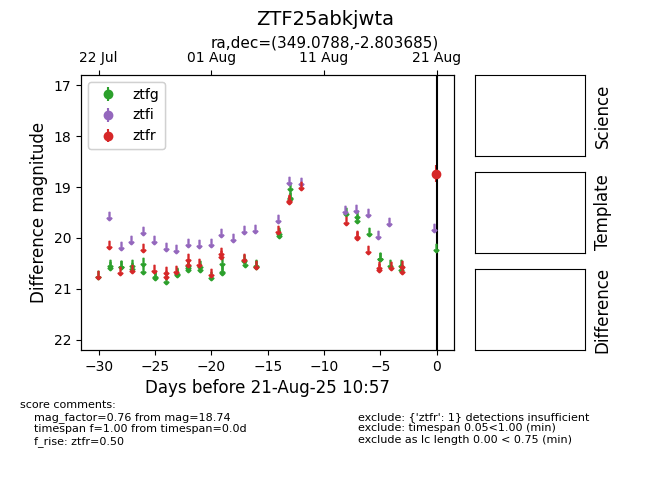 ZTF25abkjwta
ra,dec=(349.0788,-2.803685)
22 Jul 01 Aug 11 Aug 21 Aug
ztfg
ztfi
ztfr
17
18
19
20
21
22
Difference magnitude
−30 −25 −20 −15 −10 −5 0
Days before 21-Aug-25 10:57
Science
Template
Difference
score comments:
mag_factor=0.76 from mag=18.74
timespan f=1.00 from timespan=0.0d
f_rise: ztfr=0.50
exclude: {'ztfr': 1} detections insufficient
exclude: timespan 0.05<1.00 (min)
exclude as lc length 0.00 < 0.75 (min)